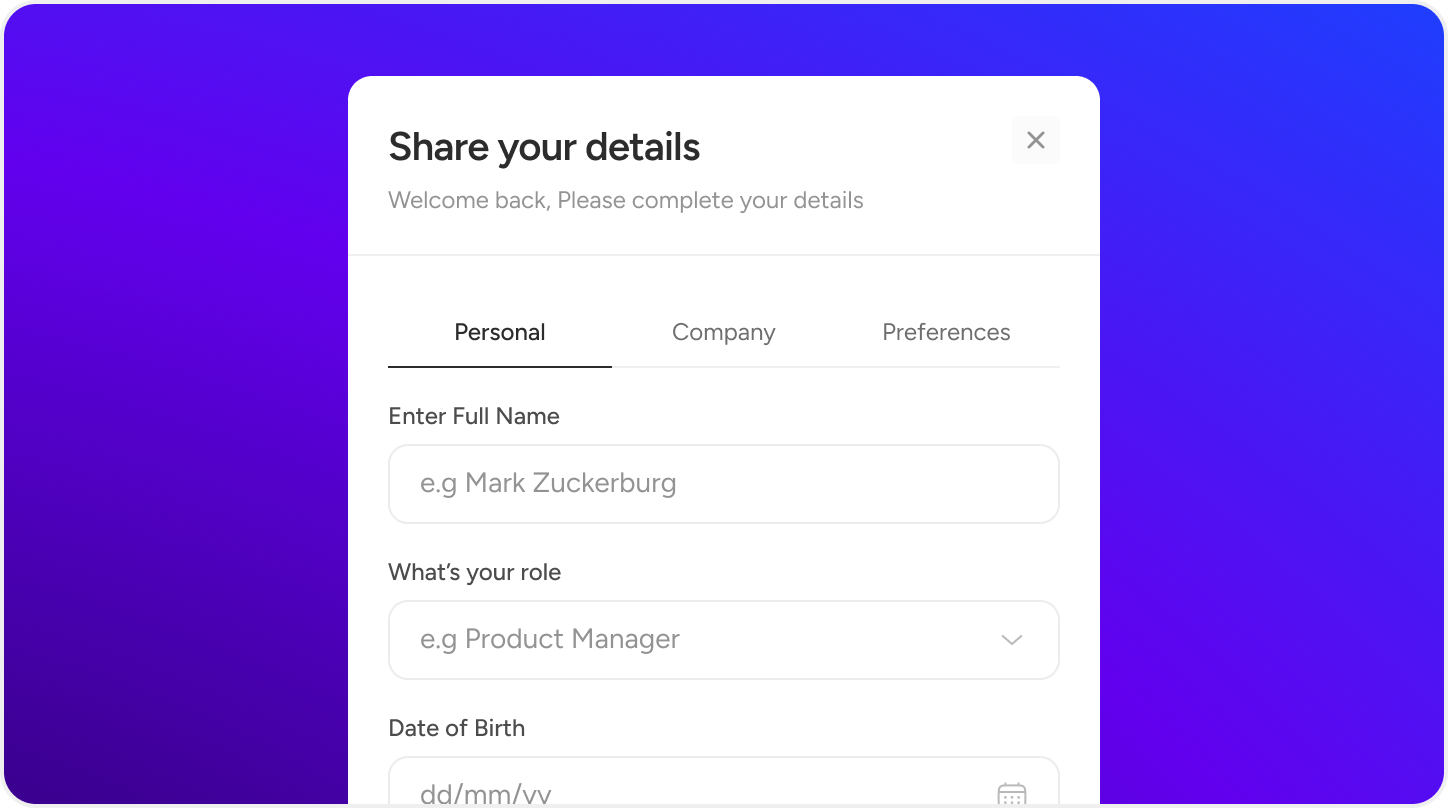 Share your details
Welcome back, Please complete your details
Personal Company Preferences
Enter Full Name
e.g Mark Zuckerburg
What's your role
e.g Product Manager
Date of Birth
dd/mm/yy